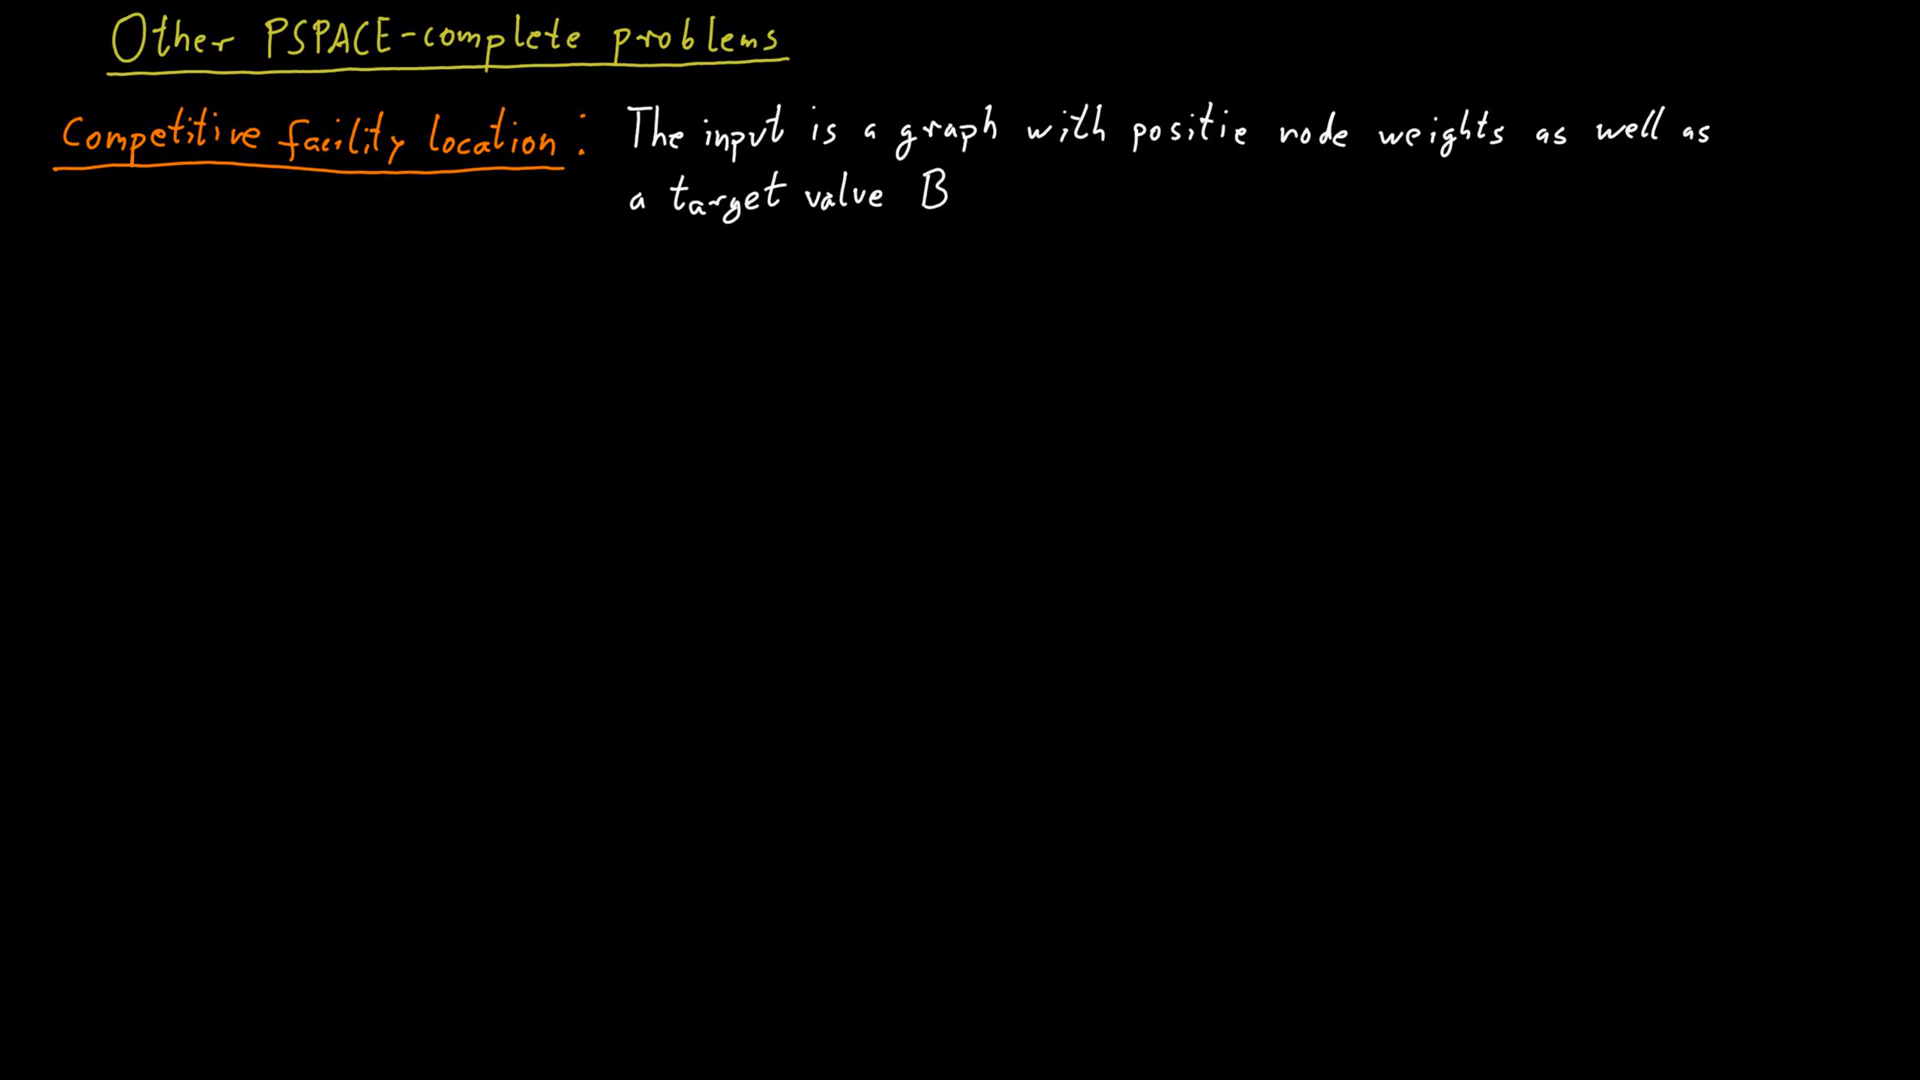 Other PSPACE-complete problems
Competitive facility location: The input is a graph with positie node weights as well as
a target value B